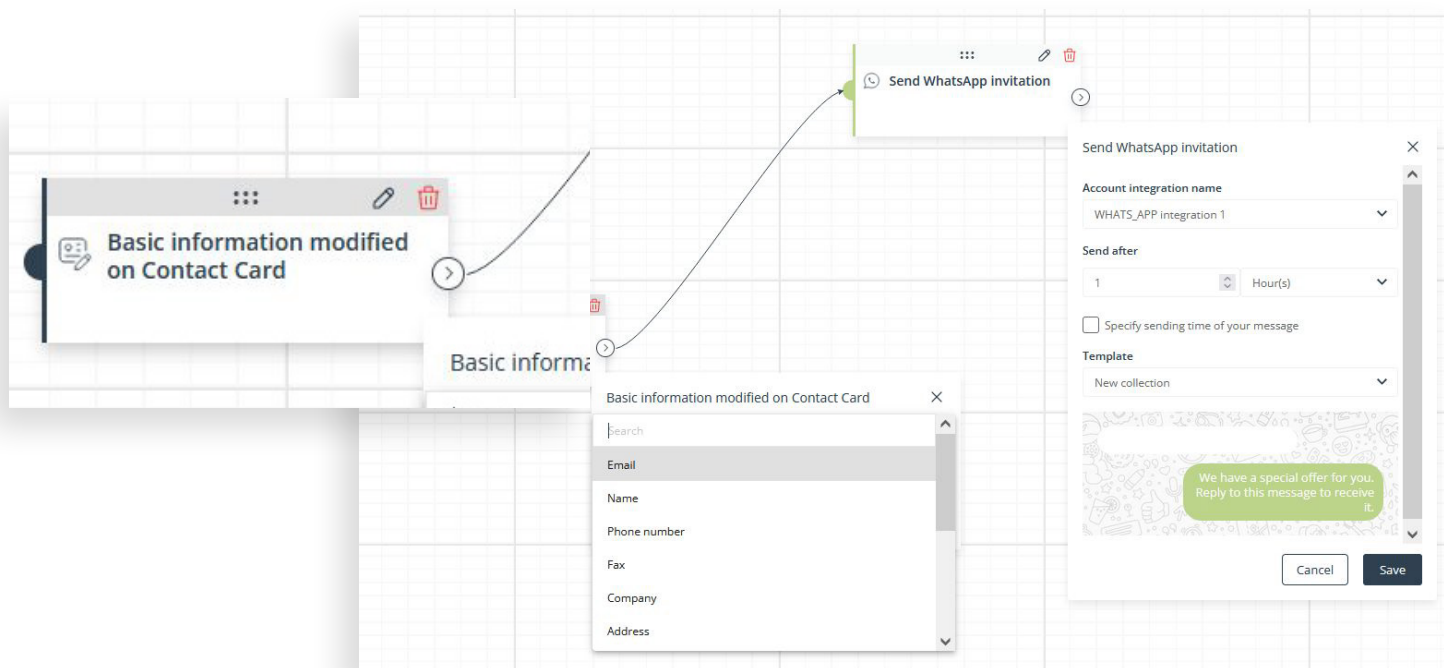 Basic information modified
on Contact Card
Basic informa
Send WhatsApp invitation
Send WhatsApp invitation
Account integration name
WHATS_APP integration 1
Send after
1
Hour(s)
Specify sending time of your message
Template
New collection
We have a special offer for you.
Reply to this message to receive
it.
Cancel
Save
Basic information modified on Contact Card
Search
Email
Name
Phone number
Fax
Company
Address